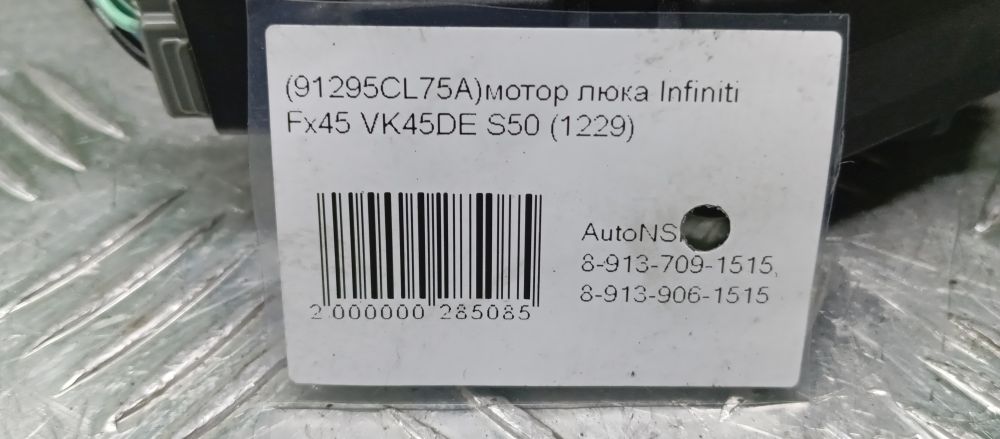 (91295CL75A)мотор люка Infiniti
Fx45 VK45DE S50 (1229)
2 000000 285085
8-913-709-1515,
8-913-906-1515